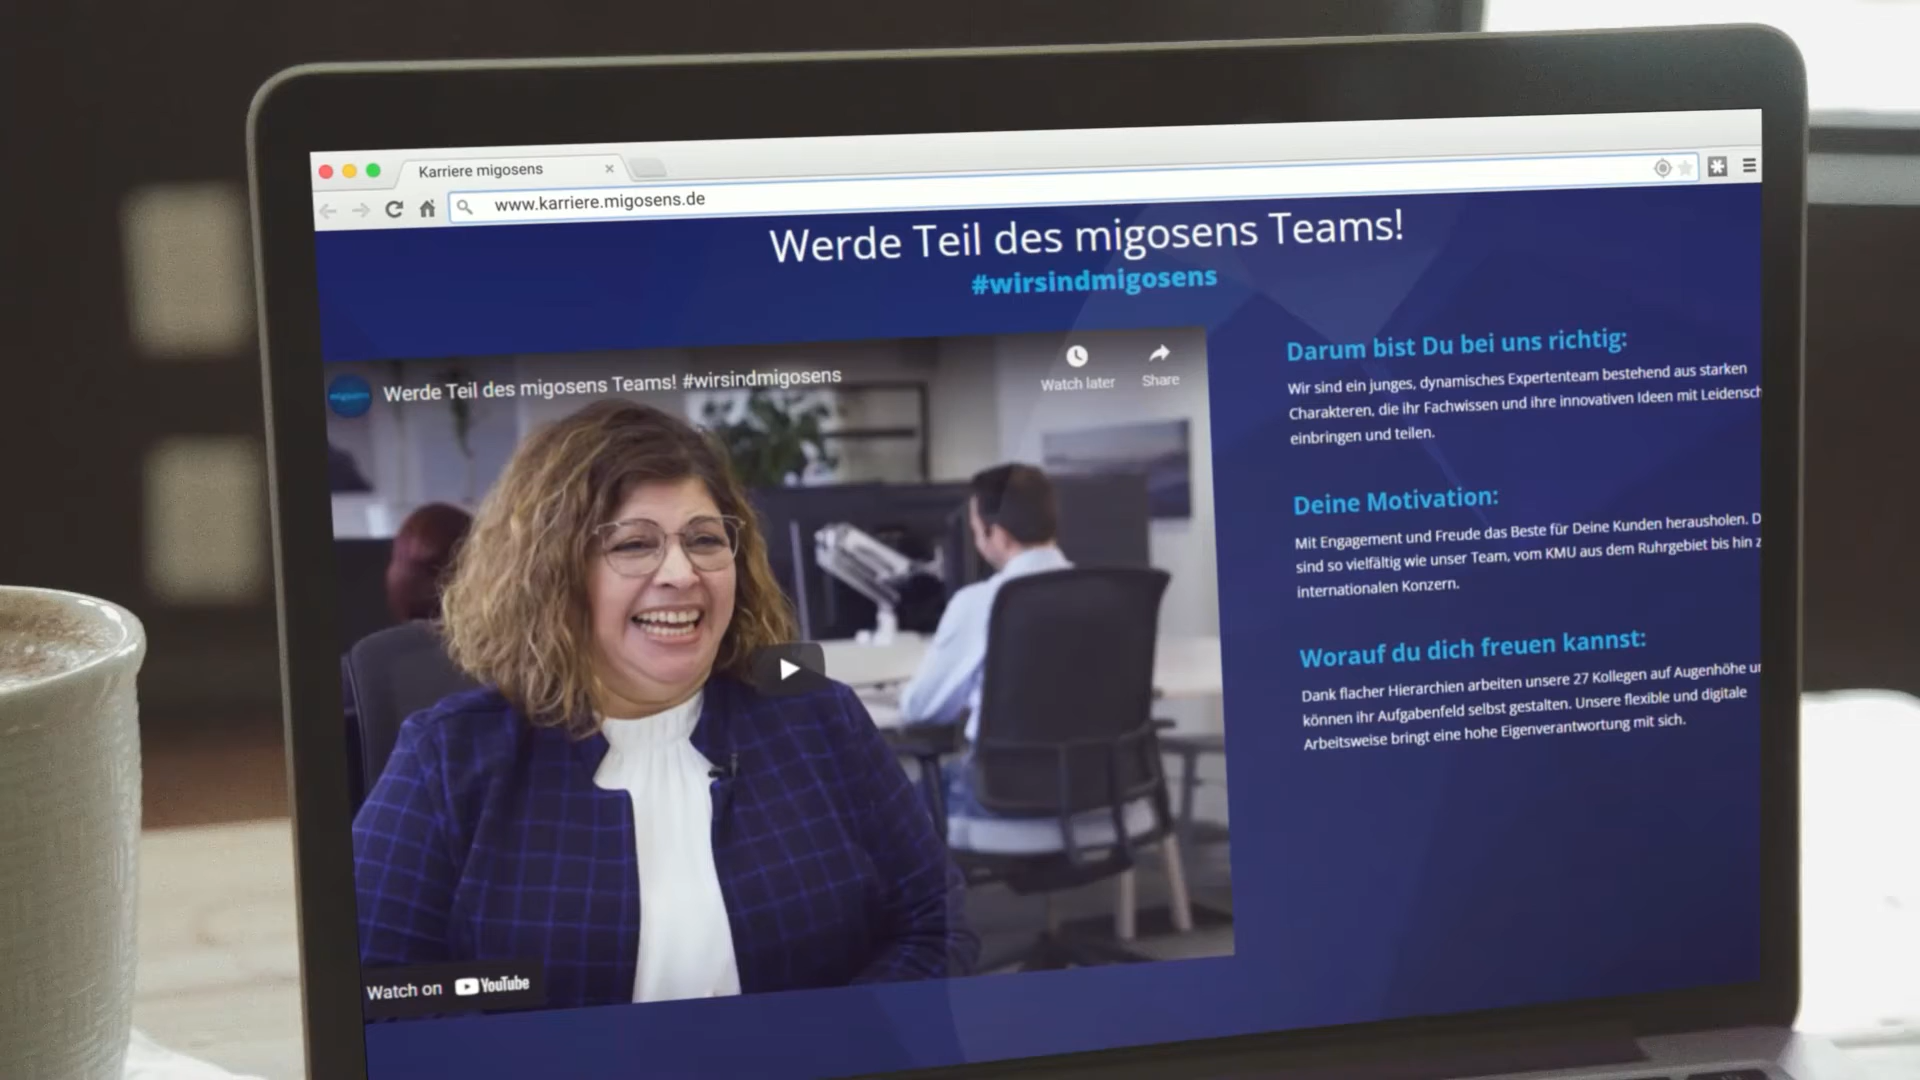 Karriere migosens
www.karriere.migosens.de
Werde Teil des migosens Teams!
#wirsindmigosens
migosens
Werde Teil des migosens Teams! #wirsindmigosens
Watch later
Share
Watch on YouTube
Darum bist Du bei uns richtig:
Wir sind ein junges, dynamisches Expertenteam bestehend aus starken
Charakteren, die ihr Fachwissen und ihre innovativen Ideen mit Leidensch
einbringen und teilen.
Deine Motivation:
Mit Engagement und Freude das Beste für Deine Kunden herausholen. D
sind so vielfältig wie unser Team, vom KMU aus dem Ruhrgebiet bis hin z
internationalen Konzern.
Worauf du dich freuen kannst:
Dank flacher Hierarchien arbeiten unsere 27 Kollegen auf Augenhöhe u
können ihr Aufgabenfeld selbst gestalten. Unsere flexible und digitale
Arbeitsweise bringt eine hohe Eigenverantwortung mit sich.